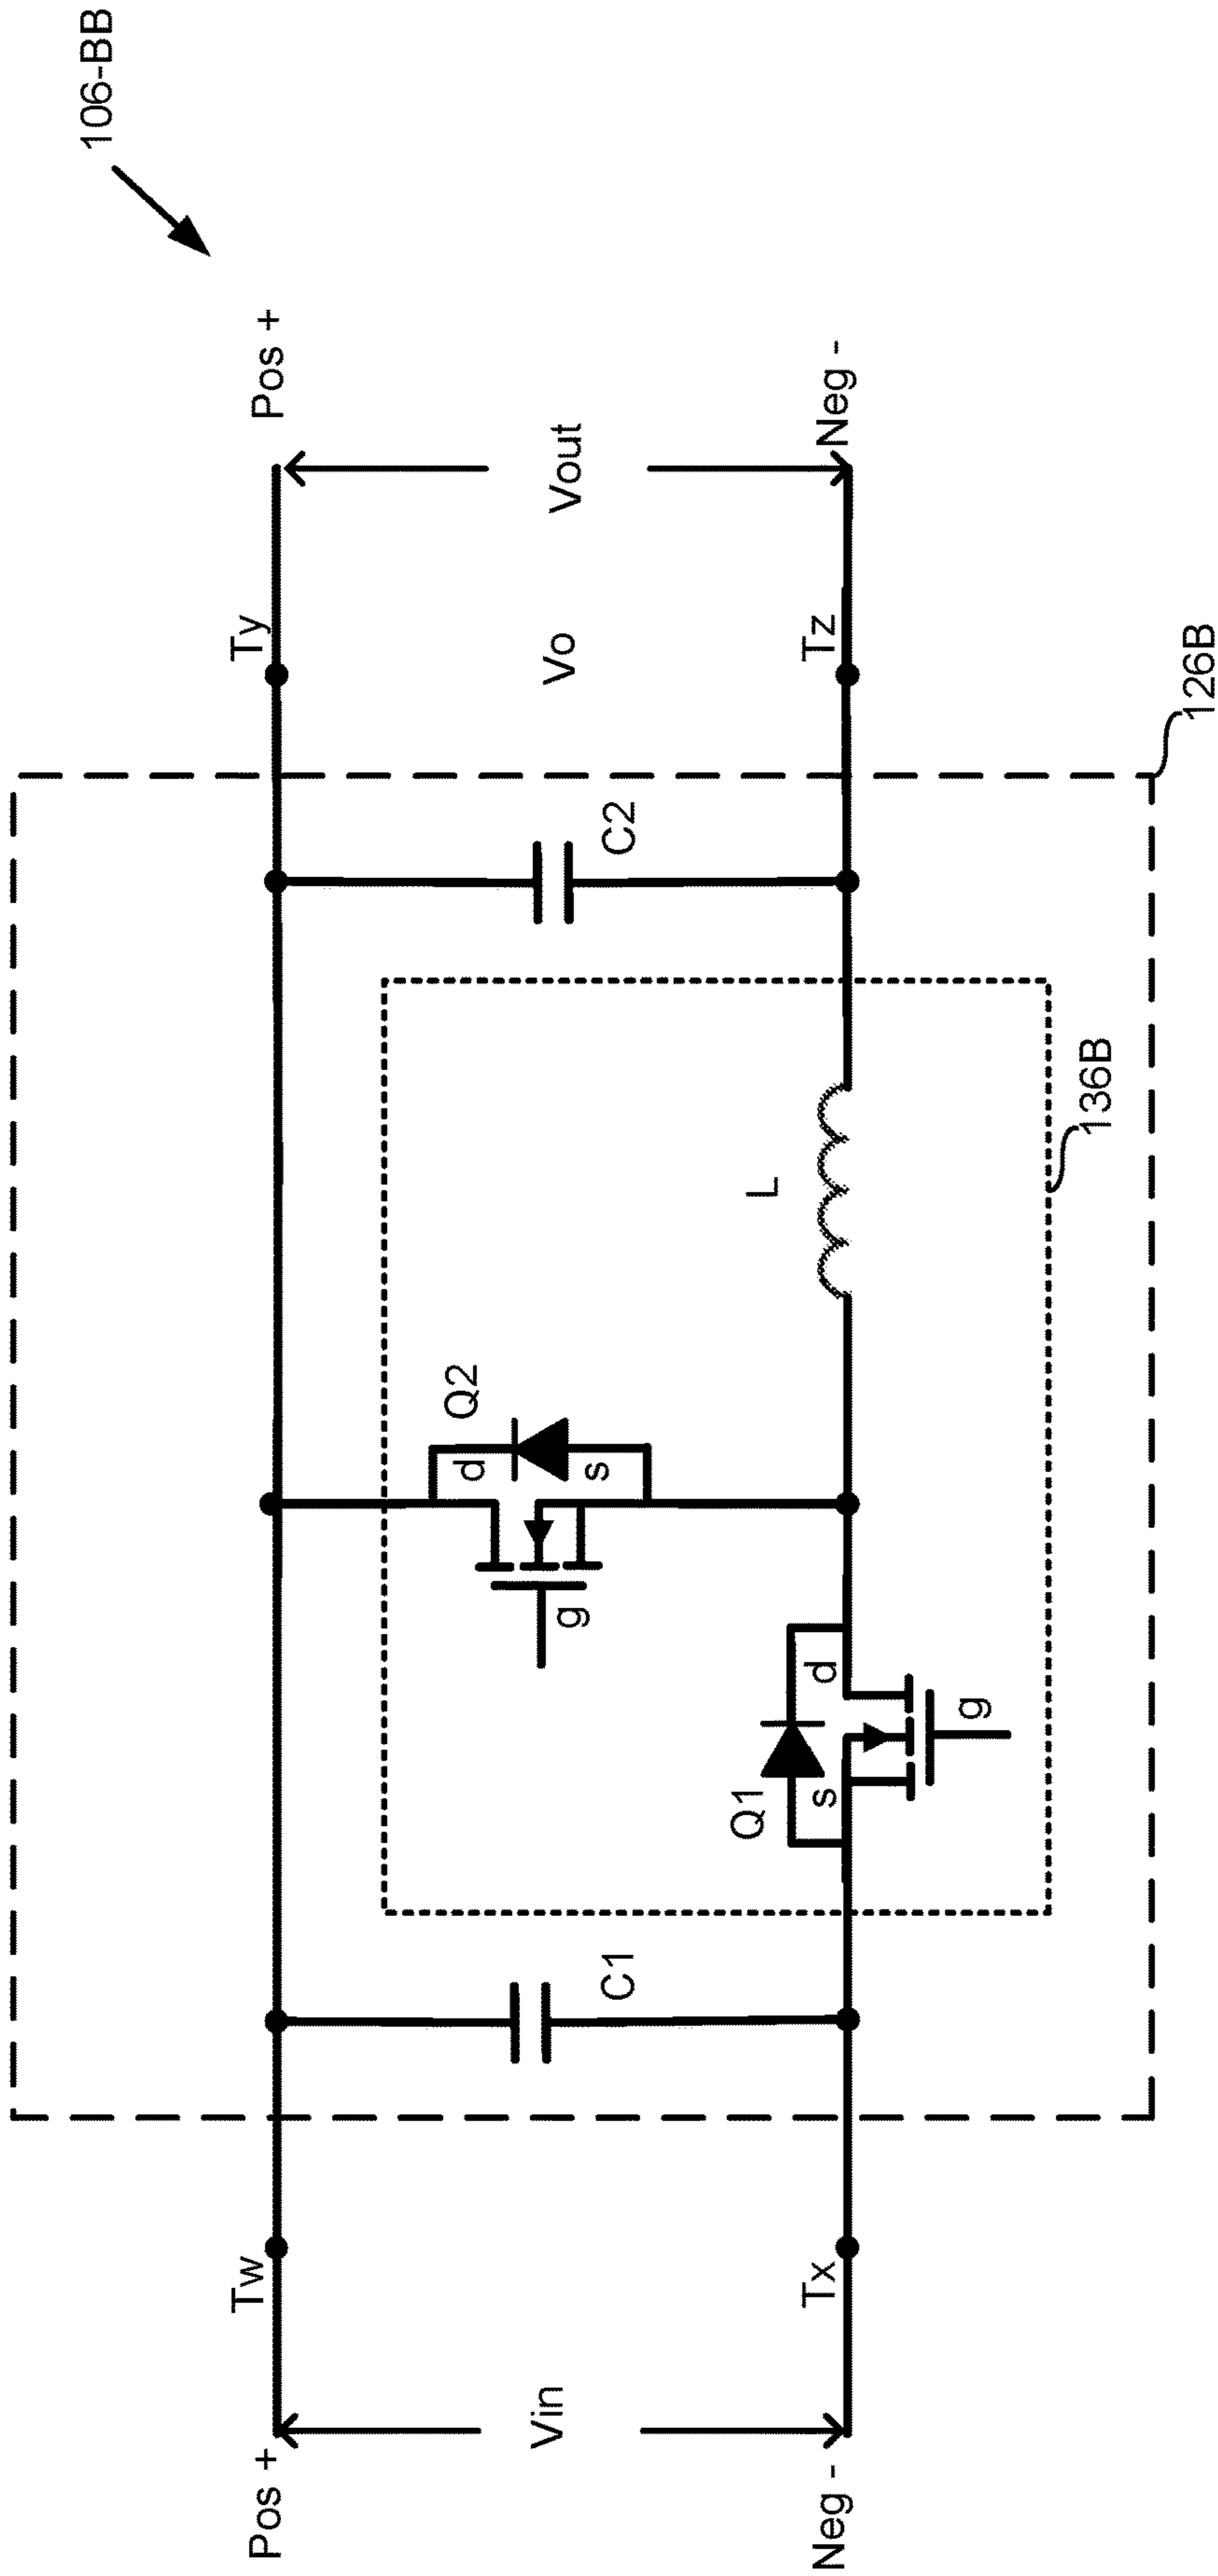 106-BB
Pos +
Pos +
Tw
Ty
Q2
d
s
g
C1
C2
Vin
Vo
Vout
Q1
s
d
g
L
Tx
Tz
Neg -
Neg -
136B
126B